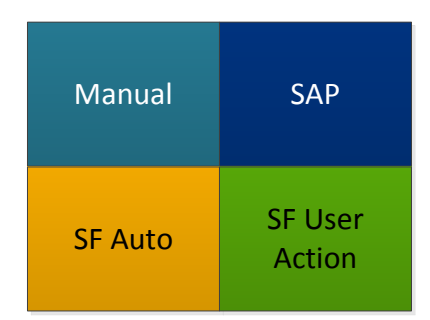 Manual
SAP
SF Auto
SF User
Action